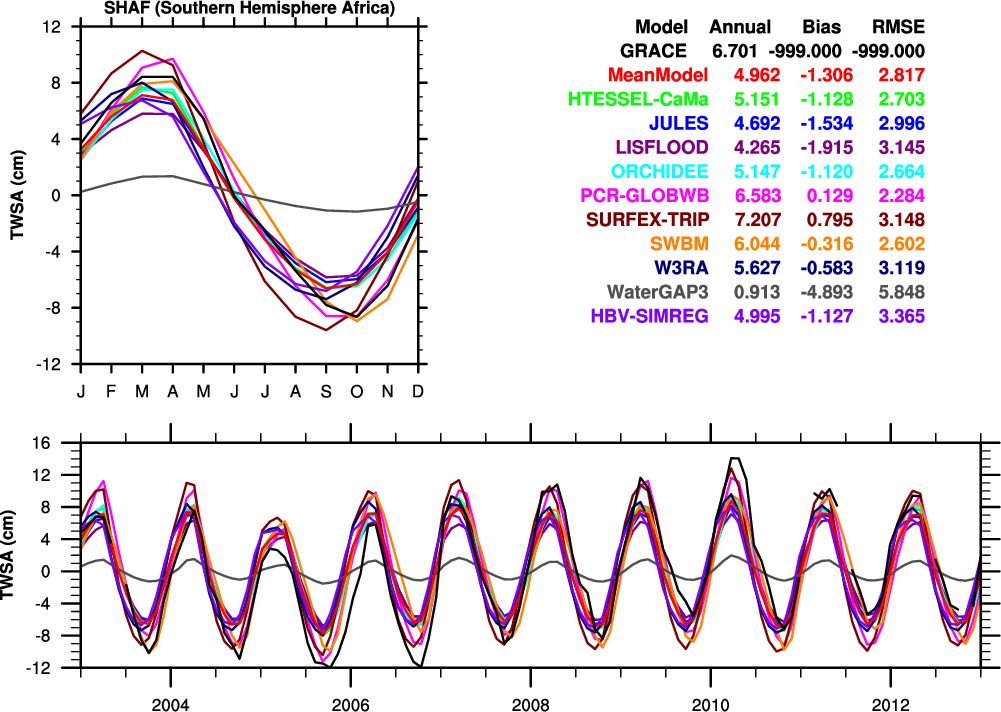 SHAF (Southern Hemisphere Africa)
12
8
4
0
-4
-8
-12
TWSA (cm)
J F M A M J J A S O N D
Model Annual Bias RMSE
GRACE 6.701 -999.000 -999.000
MeanModel 4.962 -1.306 2.817
HTESSEL-CaMa 5.151 -1.128 2.703
JULES 4.692 -1.534 2.996
LISFLOOD 4.265 -1.915 3.145
ORCHIDEE 5.147 -1.120 2.664
PCR-GLOBWB 6.583 0.129 2.284
SURFEX-TRIP 7.207 0.795 3.148
SWBM 6.044 -0.316 2.602
W3RA 5.627 -0.583 3.119
WaterGAP3 0.913 -4.893 5.848
HBV-SIMREG 4.995 -1.127 3.365
16
12
8
4
0
-4
-8
-12
TWSA (cm)
2004 2006 2008 2010 2012